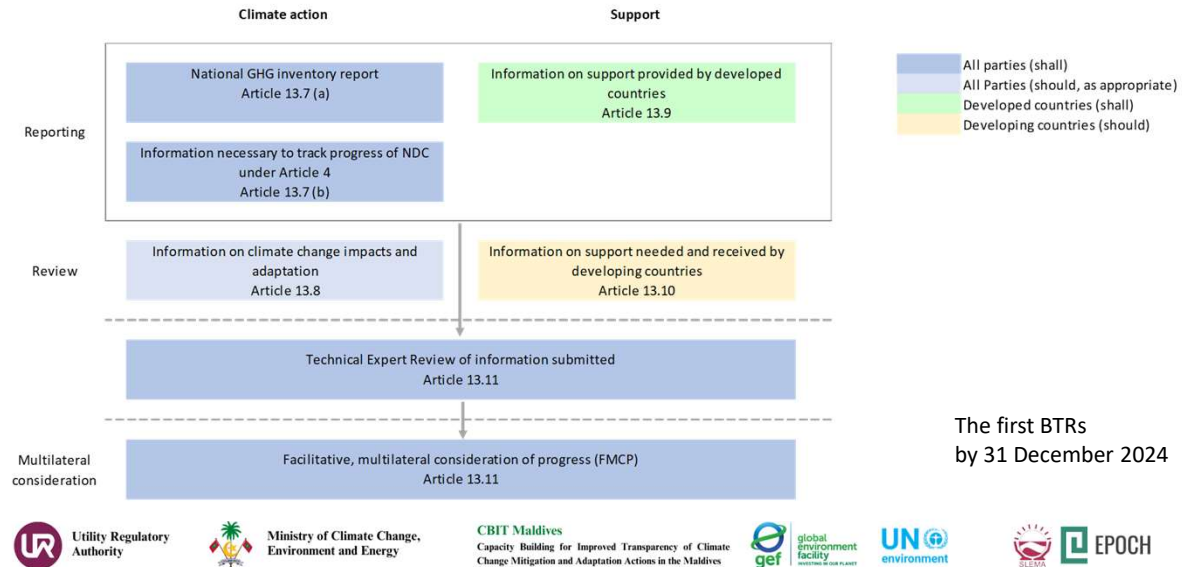 Climate action
Support
Reporting
National GHG inventory report
Article 13.7 (a)
Information on support provided by developed
countries
Article 13.9
Information necessary to track progress of NDC
under Article 4
Article 13.7 (b)
All parties (shall)
All Parties (should, as appropriate)
Developed countries (shall)
Developing countries (should)
Review
Information on climate change impacts and
adaptation
Article 13.8
Information on support needed and received by
developing countries
Article 13.10
Technical Expert Review of information submitted
Article 13.11
Multilateral
consideration
Facilitative, multilateral consideration of progress (FMCP)
Article 13.11
The first BTRs
by 31 December 2024
UR
Utility Regulatory
Authority
Ministry of Climate Change,
Environment and Energy
CBIT Maldives
Capacity Building for Improved Transparency of Climate
Change Mitigation and Adaptation Actions in the Maldives
gef
global
environment
facility
INVESTING IN OUR PLANET
UN
environment
SLEMA
EPOCH